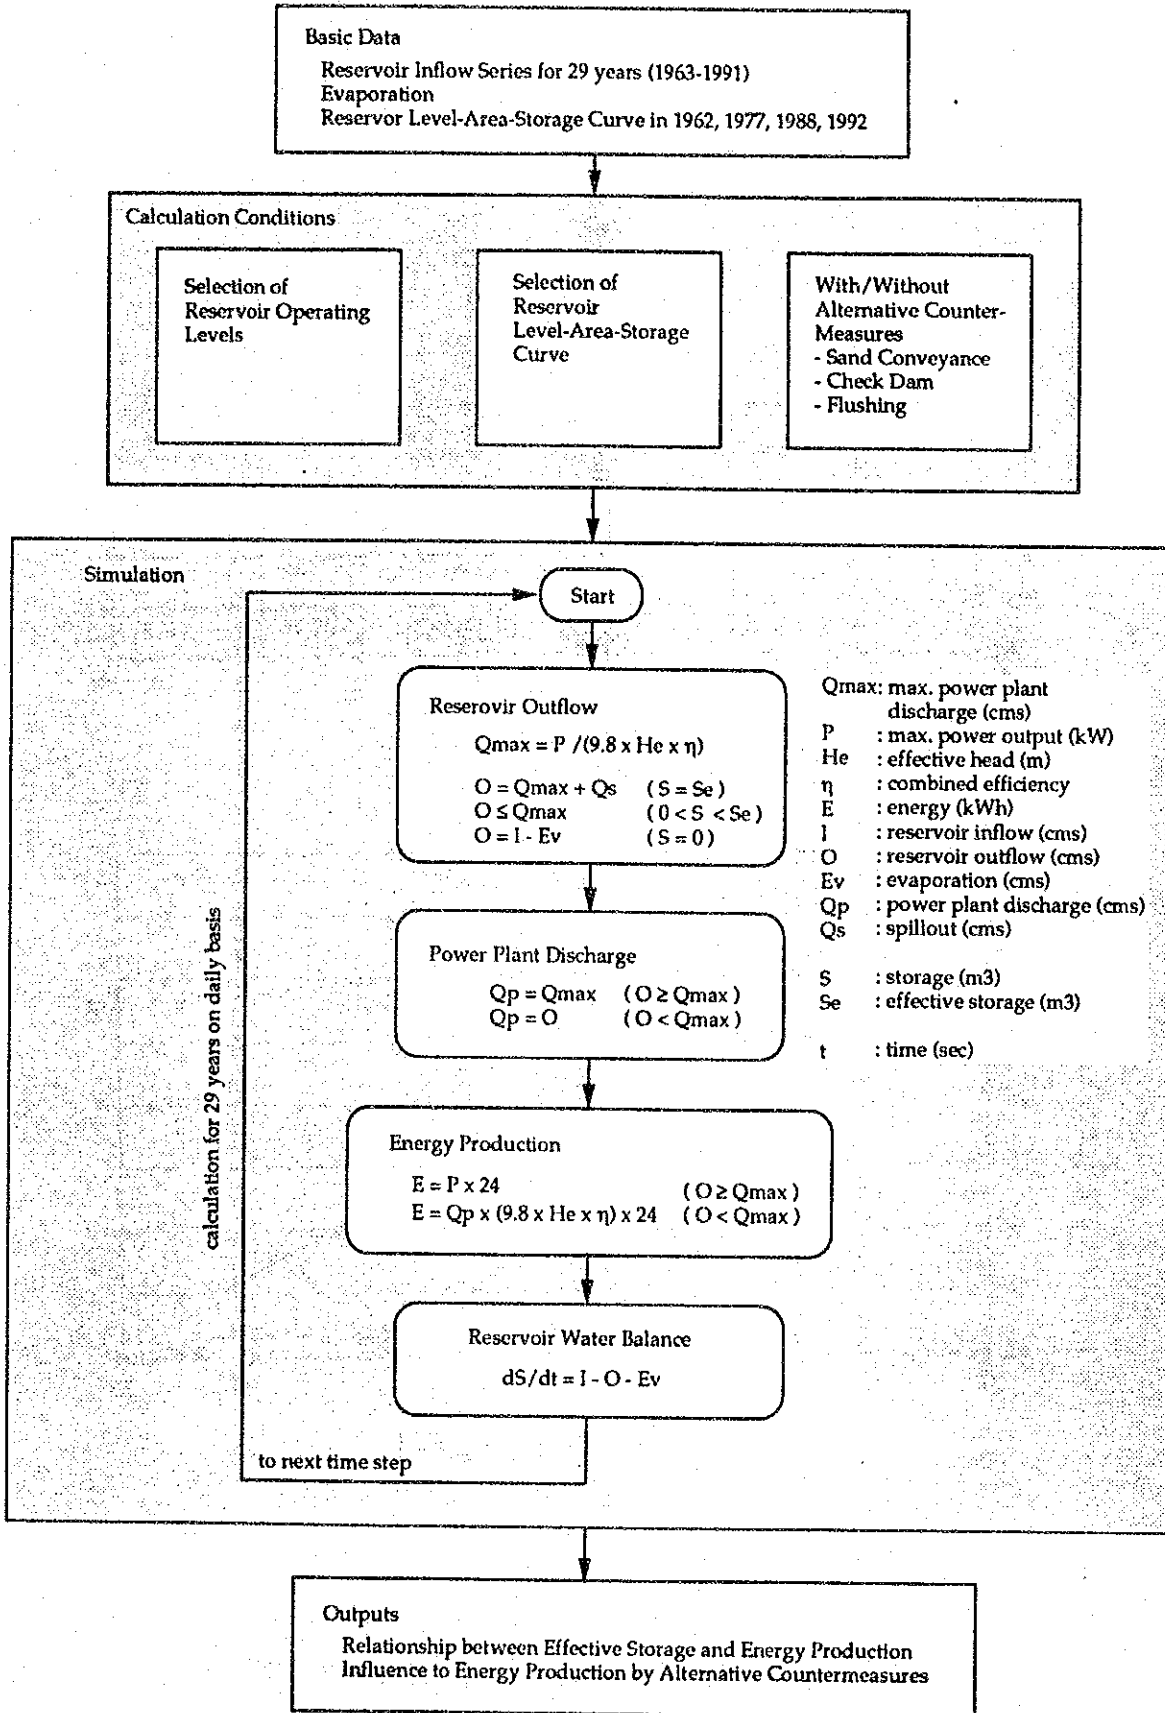 Basic Data
Reservoir Inflow Series for 29 years (1963-1991)
Evaporation
Reservor Level-Area-Storage Curve in 1962, 1977, 1988, 1992
Calculation Conditions
Selection of
Reservoir Operating
Levels
Selection of
Reservoir
Level-Area-Storage
Curve
With/Without
Alternative Counter-
Measures
- Sand Conveyance
- Check Dam
- Flushing
Simulation
Start
Reserovir Outflow
Qmax = P /(9.8 x He x η)
O = Qmax + Qs (S = Se)
O ≤ Qmax (0 < S < Se)
O = I - Ev (S = 0)
Power Plant Discharge
Qp = Qmax (O ≥ Qmax)
Qp = O (O < Qmax)
Energy Production
E = P x 24 (O ≥ Qmax)
E = Qp x (9.8 x He x η) x 24 (O < Qmax)
Reservoir Water Balance
dS/dt = I - O - Ev
to next time step
calculation for 29 years on daily basis
Qmax: max. power plant
discharge (cms)
P : max. power output (kW)
He : effective head (m)
η : combined efficiency
E : energy (kWh)
I : reservoir inflow (cms)
O : reservoir outflow (cms)
Ev : evaporation (cms)
Qp : power plant discharge (cms)
Qs : spillout (cms)
S : storage (m3)
Se : effective storage (m3)
t : time (sec)
Outputs
Relationship between Effective Storage and Energy Production
Influence to Energy Production by Alternative Countermeasures